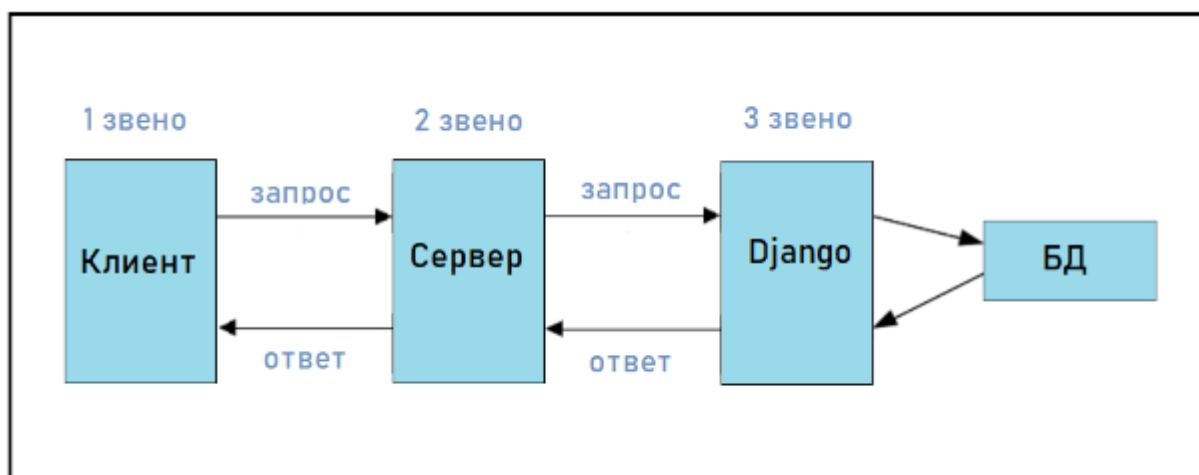 1 звено
2 звено
3 звено
запрос
запрос
Клиент
Сервер
Django
БД
ответ
ответ